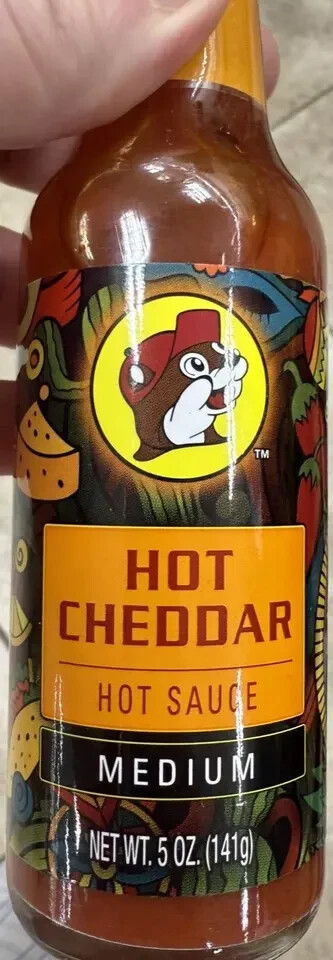 TM
HOT
CHEDDAR
HOT SAUCE
MEDIUM
NET WT. 5 OZ. (141g)